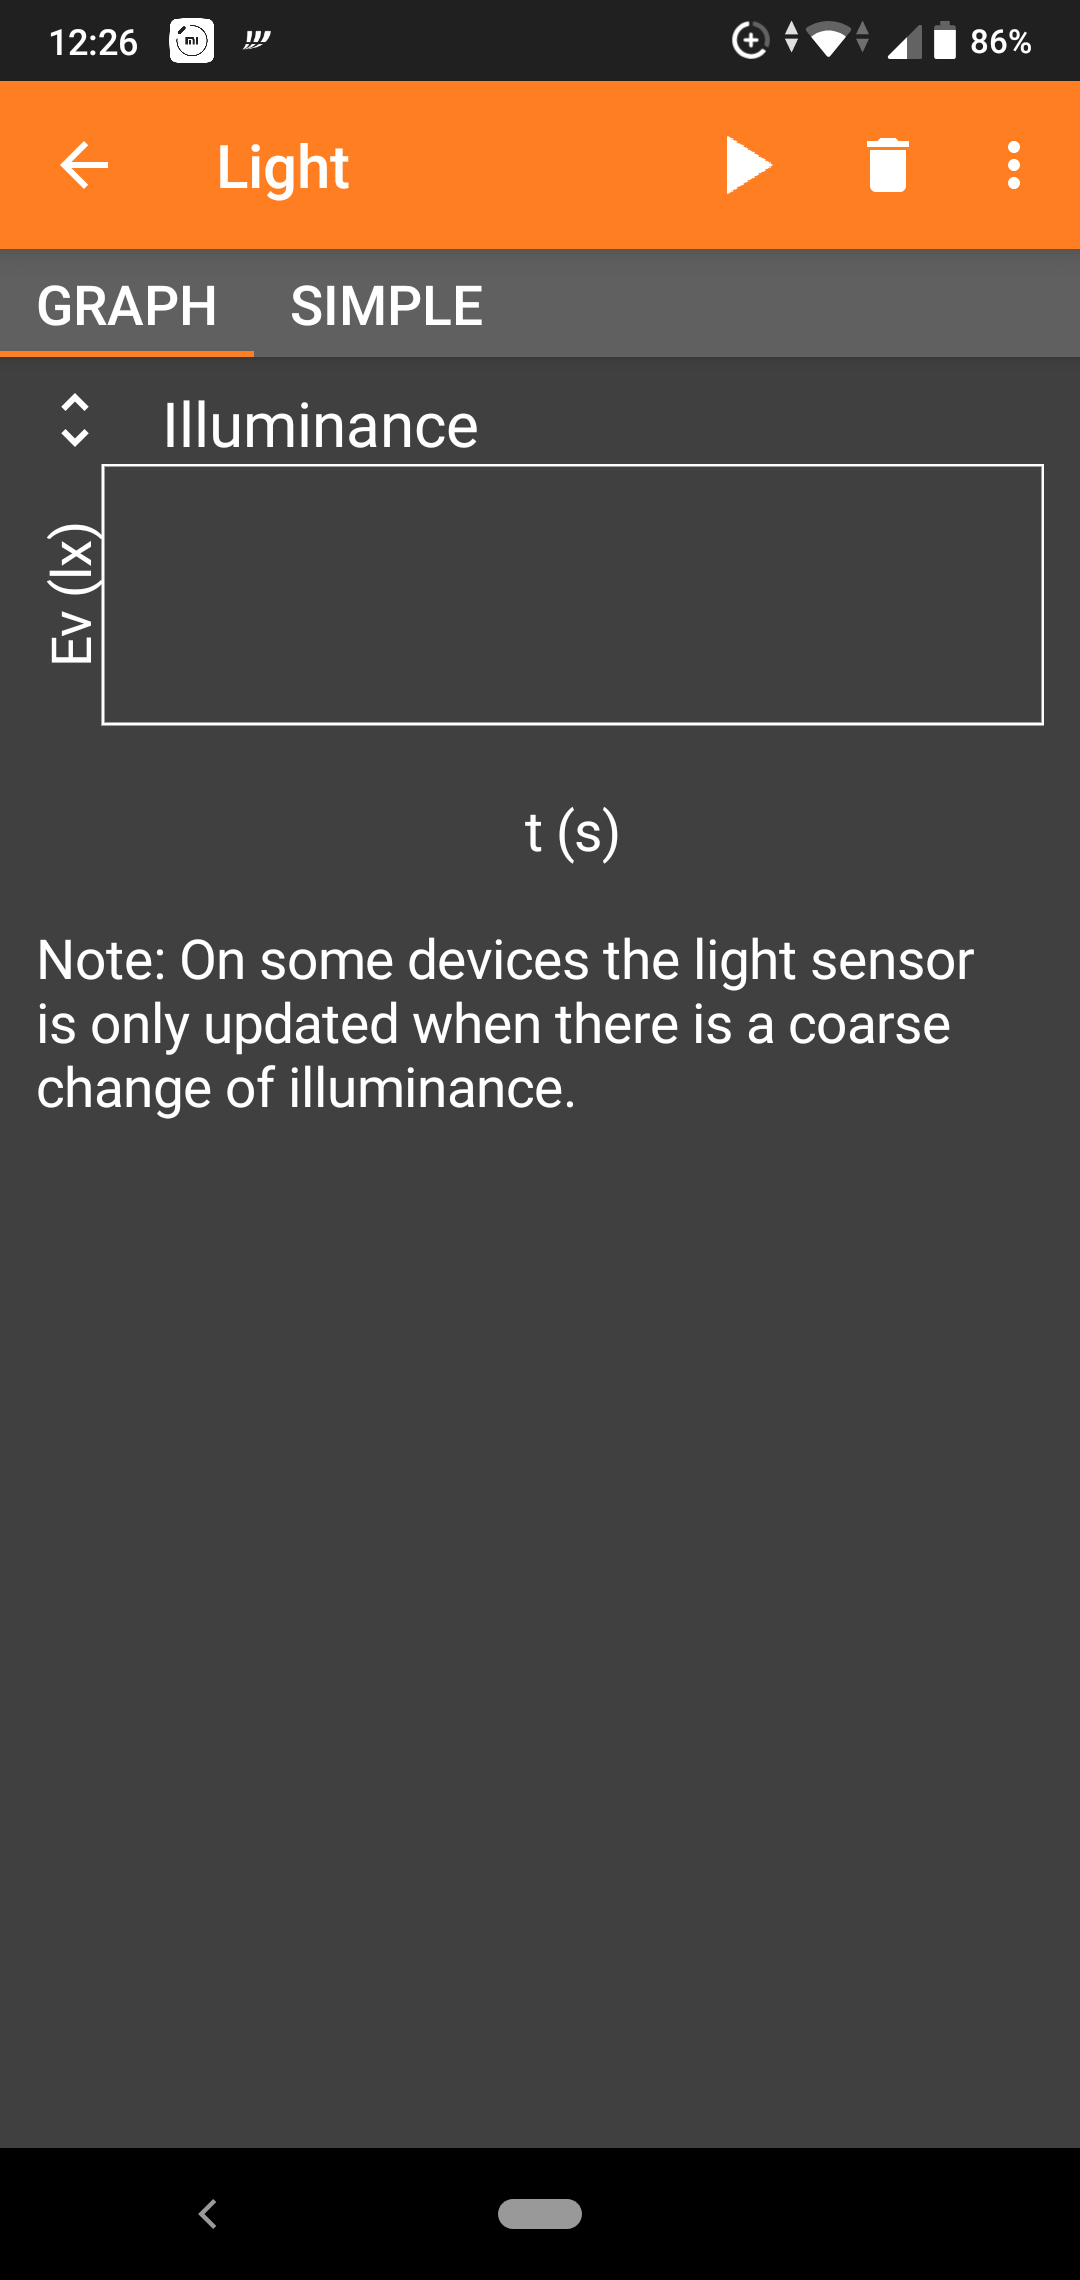 12:26
86%
Light
GRAPH SIMPLE
Illuminance
Ev (lx)
t (s)
Note: On some devices the light sensor
is only updated when there is a coarse
change of illuminance.